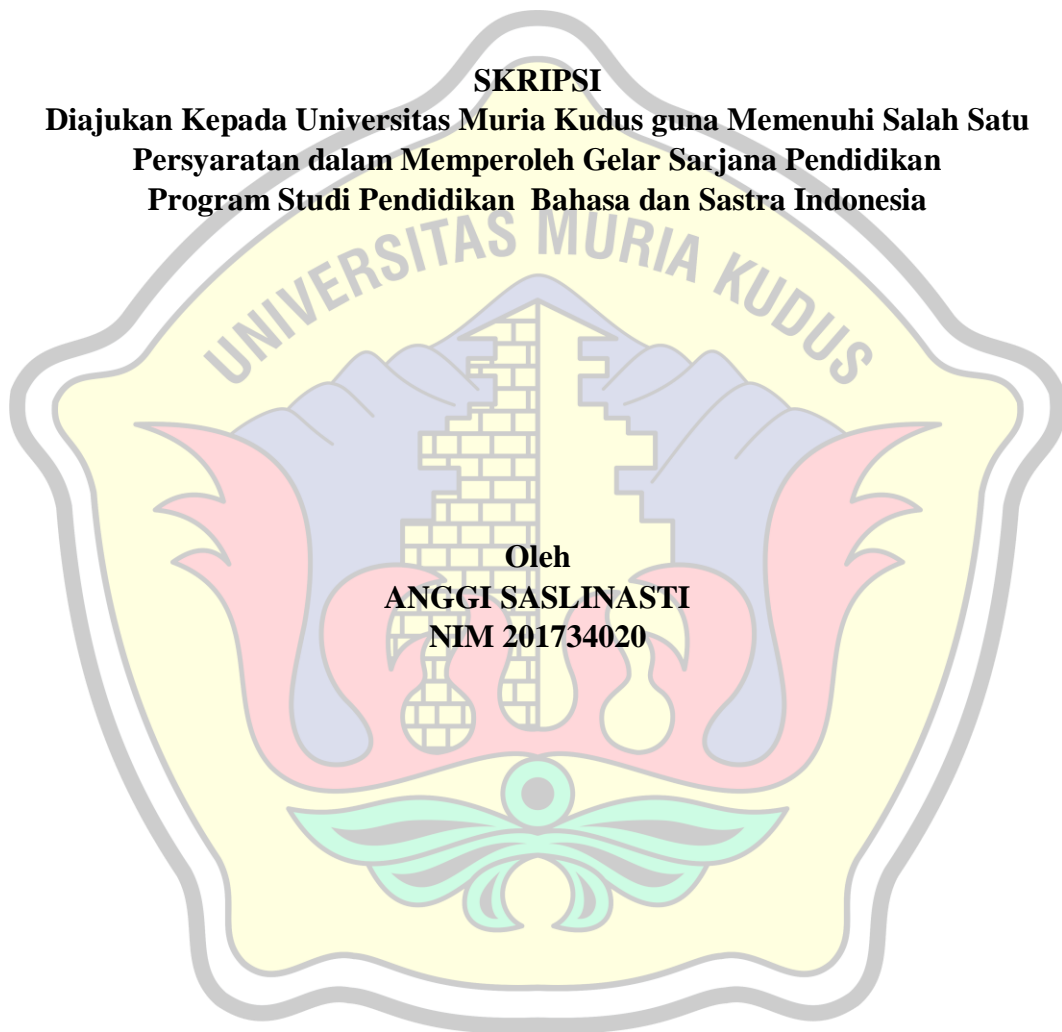 SKRIPSI
Diajukan Kepada Universitas Muria Kudus guna Memenuhi Salah Satu
Persyaratan dalam Memperoleh Gelar Sarjana Pendidikan
Program Studi Pendidikan  Bahasa dan Sastra Indonesia
UNIVERSITAS MURIA KUDUS
Oleh
ANGGI SASLINASTI
NIM 201734020